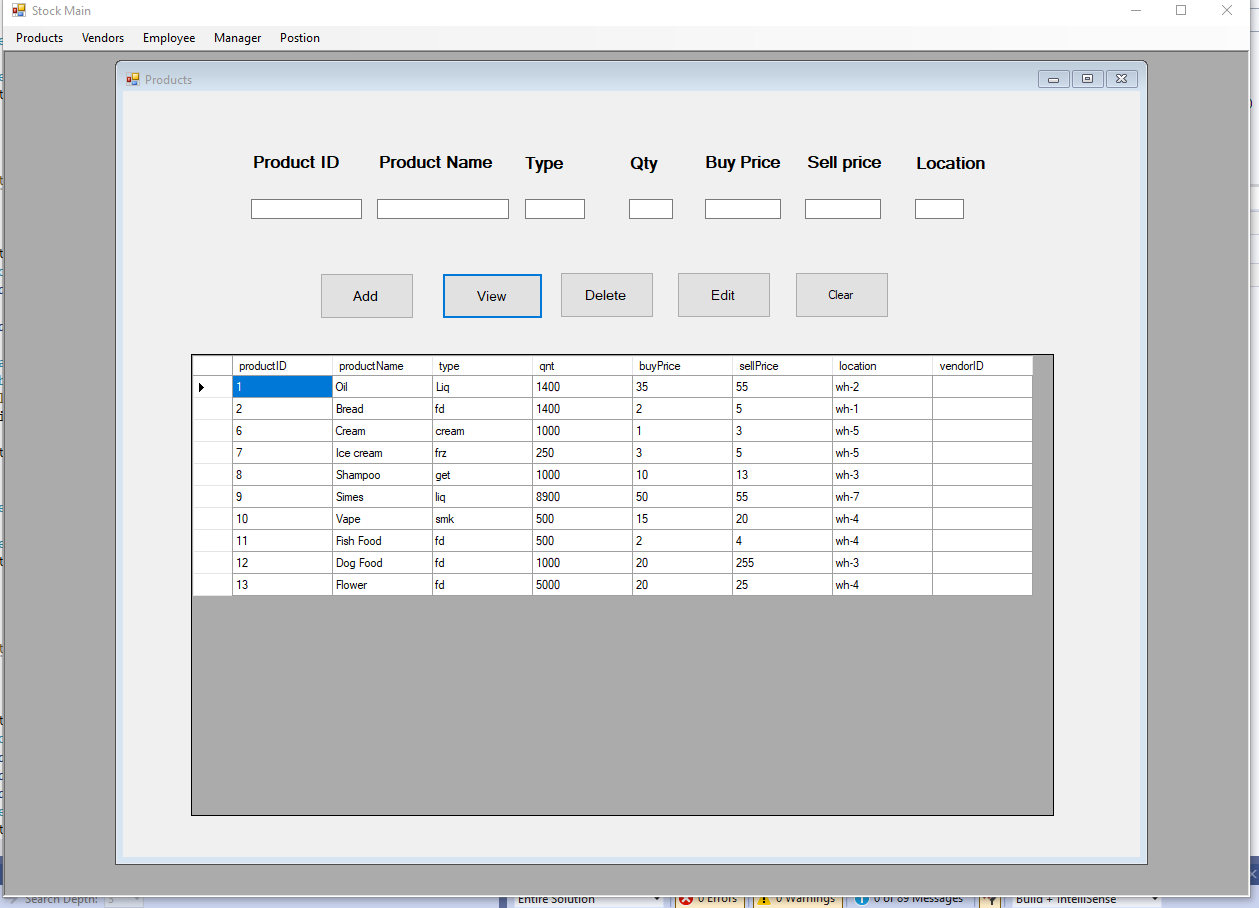 Stock Main
Products Vendors Employee Manager Postion
Products
Product ID Product Name Type Qty Buy Price Sell price Location
Add View Delete Edit Clear
productID productName type qnt buyPrice sellPrice location vendorID
1 Oil Liq 1400 35 55 wh-2
2 Bread fd 1400 2 5 wh-1
6 Cream cream 1000 1 3 wh-5
7 Ice cream frz 250 3 5 wh-5
8 Shampoo get 1000 10 13 wh-3
9 Simes liq 8900 50 55 wh-7
10 Vape smk 500 15 20 wh-4
11 Fish Food fd 500 2 4 wh-4
12 Dog Food fd 1000 20 255 wh-3
13 Flower fd 5000 20 25 wh-4
Search Depth: 3 Entire Solution 0 Errors 0 Warnings 0 of 89 Messages Build + IntelliSense